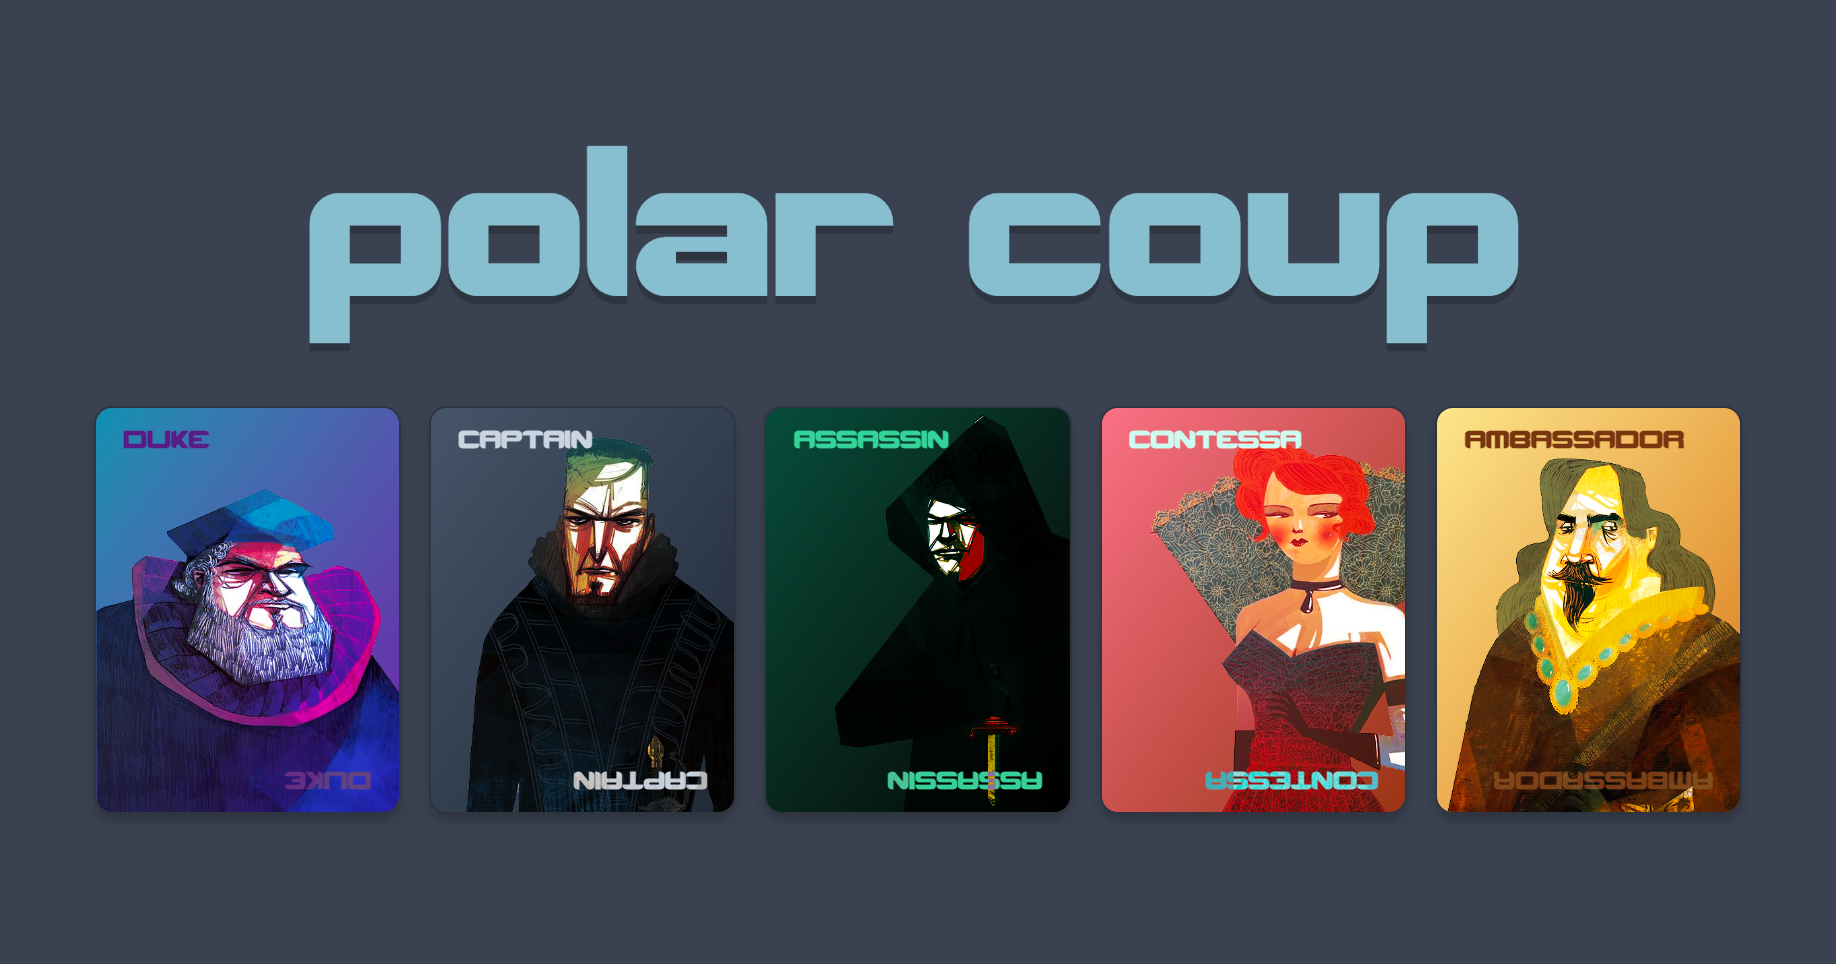 polar coup
DUKE
CAPTAIN
ASSASSIN
CONTESSA
AMBASSADOR
DUKE
CAPTAIN
ASSASSIN
CONTESSA
AMBASSADOR